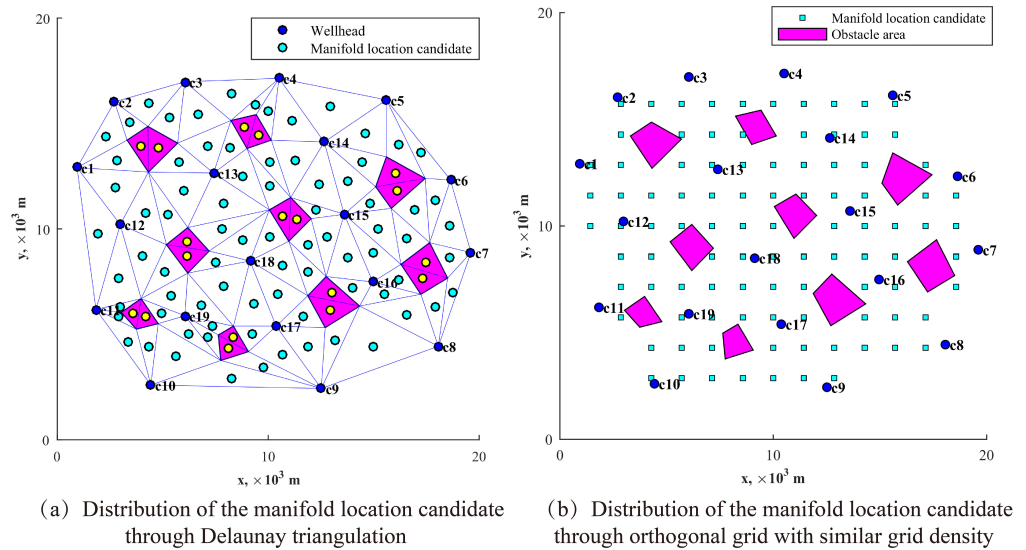 20
10
0
0
10
20
y, ×10³ m
x, ×10³ m
Wellhead
Manifold location candidate
c1
c2
c3
c4
c5
c6
c7
c8
c9
c10
c11
c12
c13
c14
c15
c16
c17
c18
c19
(a) Distribution of the manifold location candidate
through Delaunay triangulation
20
10
0
0
10
20
y, ×10³ m
x, ×10³ m
Manifold location candidate
Obstacle area
c1
c2
c3
c4
c5
c6
c7
c8
c9
c10
c11
c12
c13
c14
c15
c16
c17
c18
c19
(b) Distribution of the manifold location candidate
through orthogonal grid with similar grid density